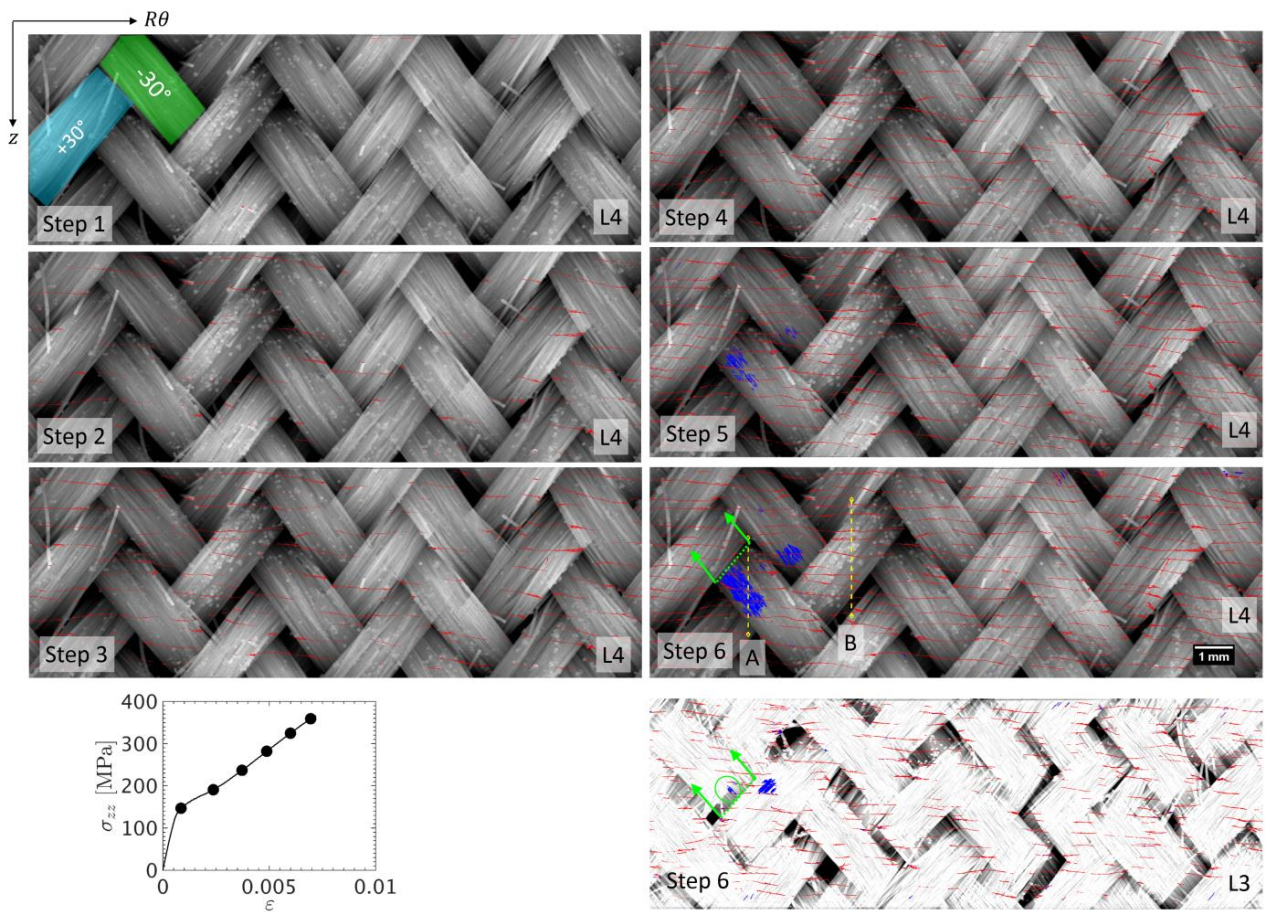 Rθ
z
-30°
+30°
Step 1
L4
Step 4
L4
Step 2
L4
Step 5
L4
Step 3
L4
Step 6
A
B
L4
1 mm
400
300
200
100
0
σzz [MPa]
0
0.005
0.01
ε
Step 6
L3